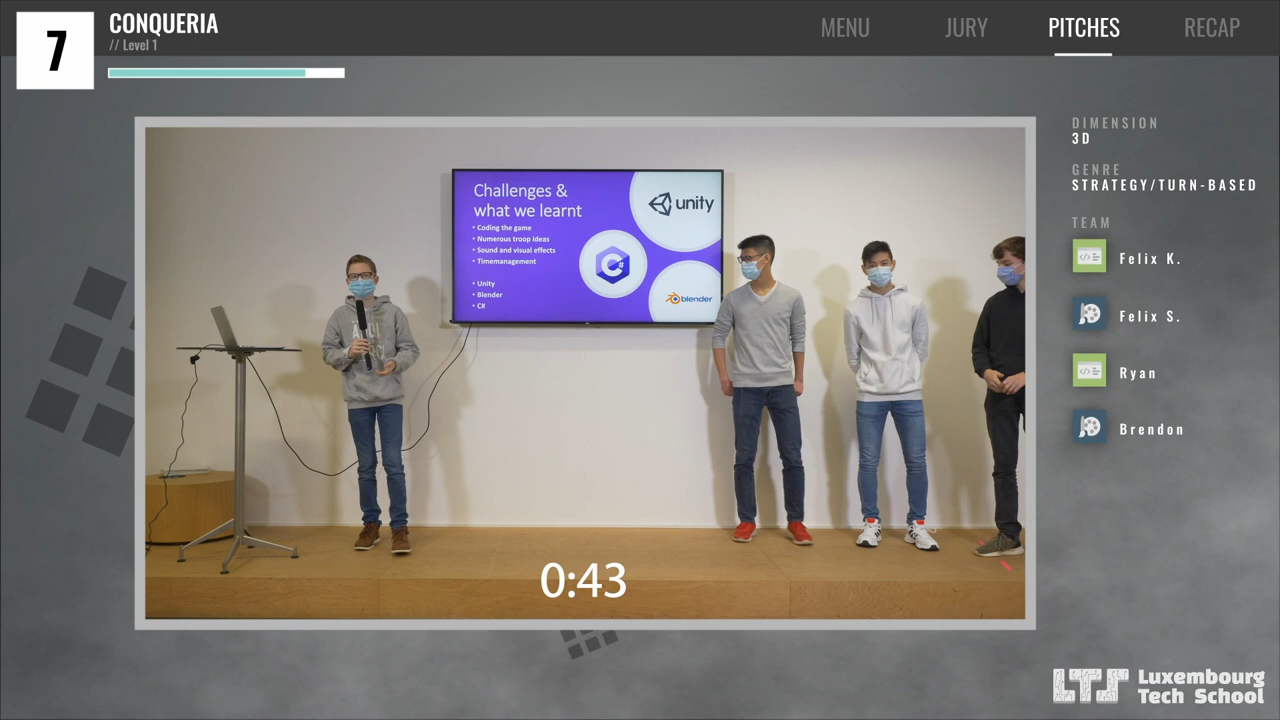 7
CONQUERIA
// Level 1
MENU
JURY
PITCHES
RECAP
Challenges &
what we learnt
• Coding the game
• Numerous troop ideas
• Sound and visual effects
• Timemanagement
• Unity
• Blender
• C#
unity
C#
blender
0:43
DIMENSION
3D
GENRE
STRATEGY/TURN-BASED
TEAM
Felix K.
Felix S.
Ryan
Brendon
LTS
Luxembourg
Tech School